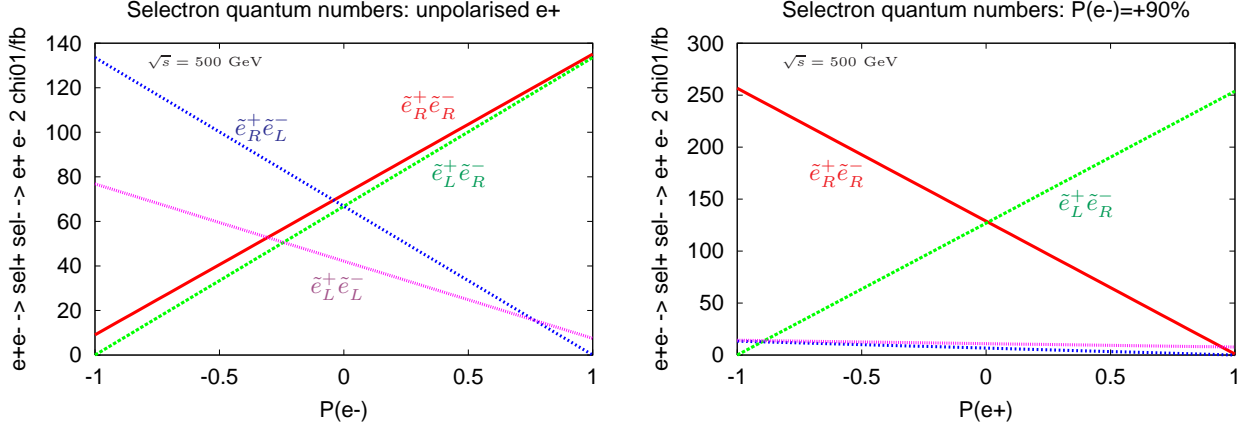 Selectron quantum numbers: unpolarised e+
e+e- --> sel+ sel- --> e+ e- 2 chi01/fb
140
120
100
80
60
40
20
0
√s = 500 GeV
ẽ_R^+ ẽ_R^-
ẽ_R^+ ẽ_L^-
ẽ_L^+ ẽ_R^-
ẽ_L^+ ẽ_L^-
-1 -0.5 0 0.5 1
P(e-)
Selectron quantum numbers: P(e-)=+90%
e+e- --> sel+ sel- --> e+ e- 2 chi01/fb
300
250
200
150
100
50
0
√s = 500 GeV
ẽ_R^+ ẽ_R^-
ẽ_L^+ ẽ_R^-
-1 -0.5 0 0.5 1
P(e+)